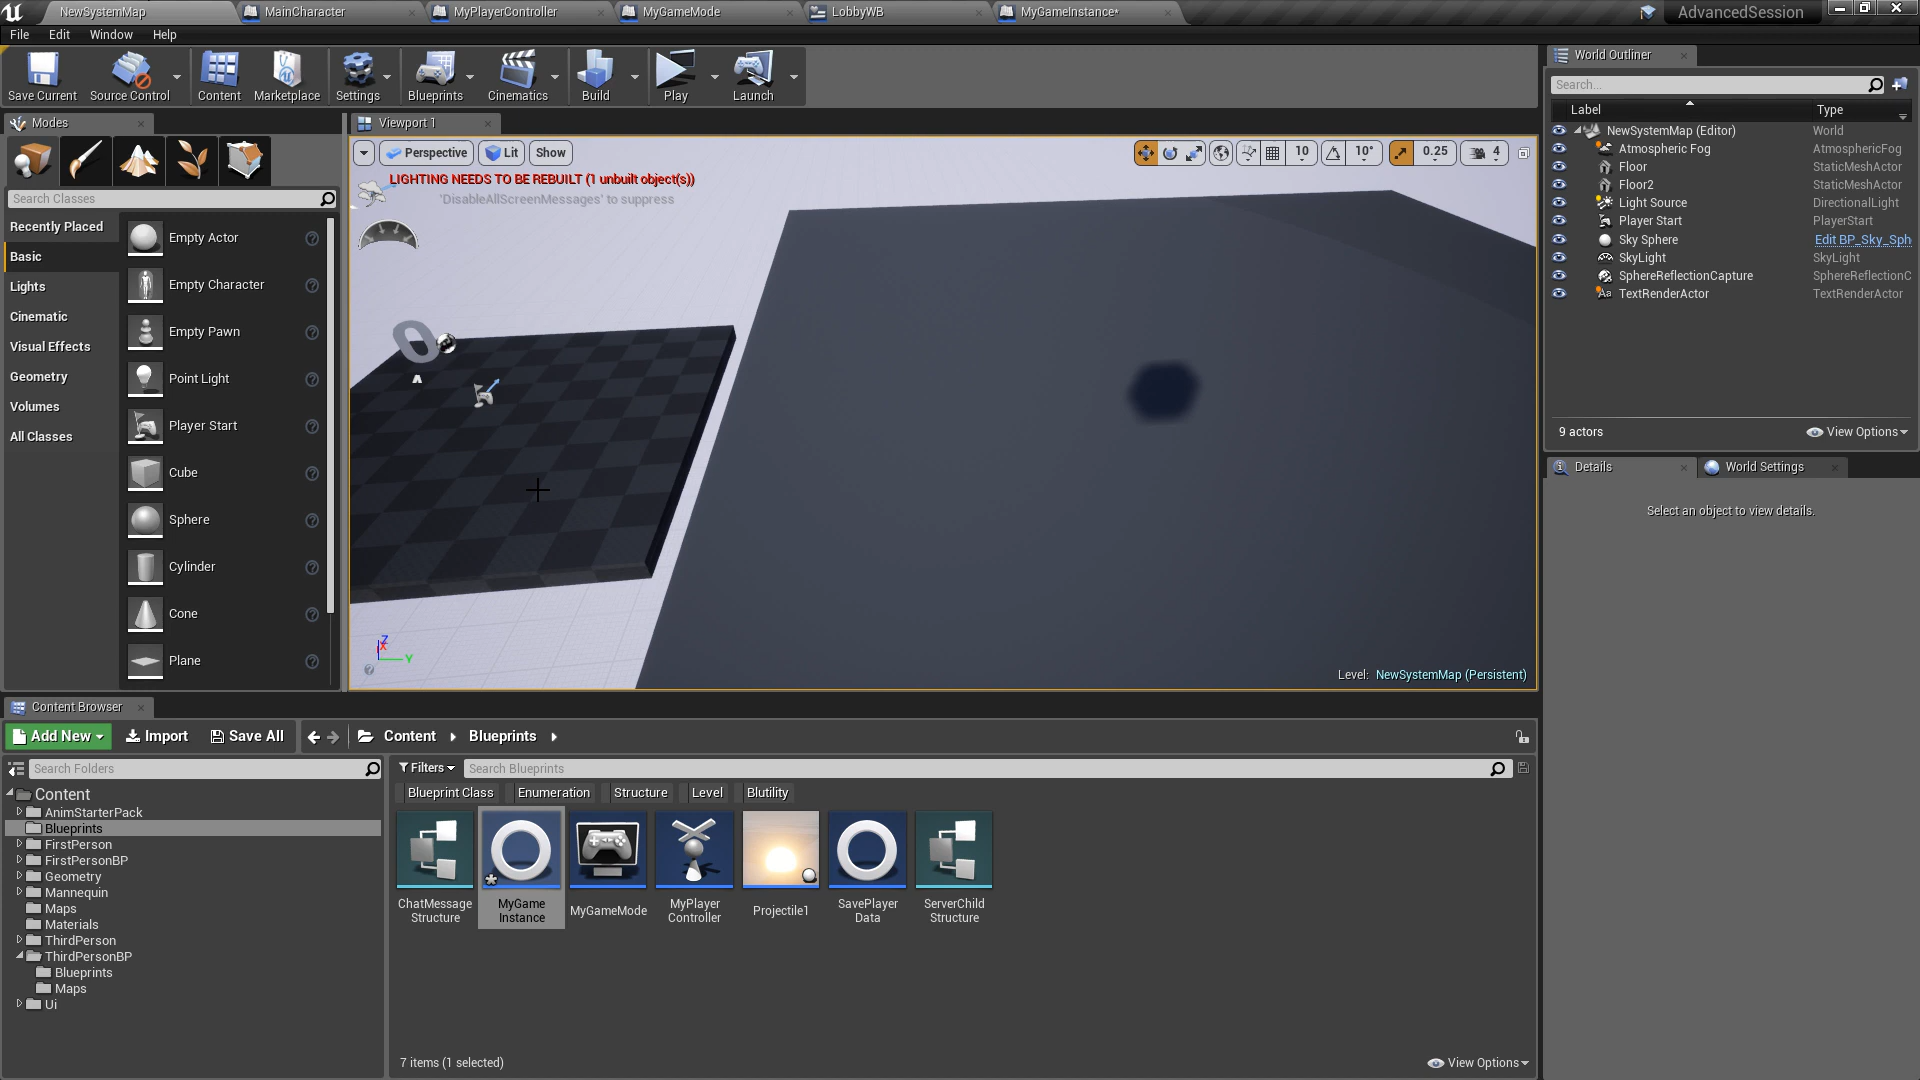 NewSystemMap
MainCharacter
MyPlayerController
MyGameMode
LobbyWB
MyGameInstance*
AdvancedSession
File Edit Window Help
Save Current
Source Control
Content
Marketplace
Settings
Blueprints
Cinematics
Build
Play
Launch
Modes
Search Classes
Recently Placed
Basic
Lights
Cinematic
Visual Effects
Geometry
Volumes
All Classes
Empty Actor
Empty Character
Empty Pawn
Point Light
Player Start
Cube
Sphere
Cylinder
Cone
Plane
Viewport 1
Perspective Lit Show
10 10° 0.25 4
LIGHTING NEEDS TO BE REBUILT (1 unbuilt object(s))
'DisableAllScreenMessages' to suppress
Z
X
Y
Level: NewSystemMap (Persistent)
World Outliner
Search...
Label Type
NewSystemMap (Editor) World
Atmospheric Fog AtmosphericFog
Floor StaticMeshActor
Floor2 StaticMeshActor
Light Source DirectionalLight
Player Start PlayerStart
Sky Sphere Edit BP_Sky_Sph
SkyLight SkyLight
SphereReflectionCapture SphereReflectionC
TextRenderActor TextRenderActor
9 actors View Options
Details
World Settings
Select an object to view details.
Content Browser
Add New Import Save All Content Blueprints
Search Folders
Content
AnimStarterPack
Blueprints
FirstPerson
FirstPersonBP
Geometry
Mannequin
Maps
Materials
ThirdPerson
ThirdPersonBP
Blueprints
Maps
Ui
Filters Search Blueprints
Blueprint Class Enumeration Structure Level Blutility
ChatMessage
Structure
MyGame
Instance
MyGameMode
MyPlayer
Controller
Projectile1
SavePlayer
Data
ServerChild
Structure
7 items (1 selected) View Options